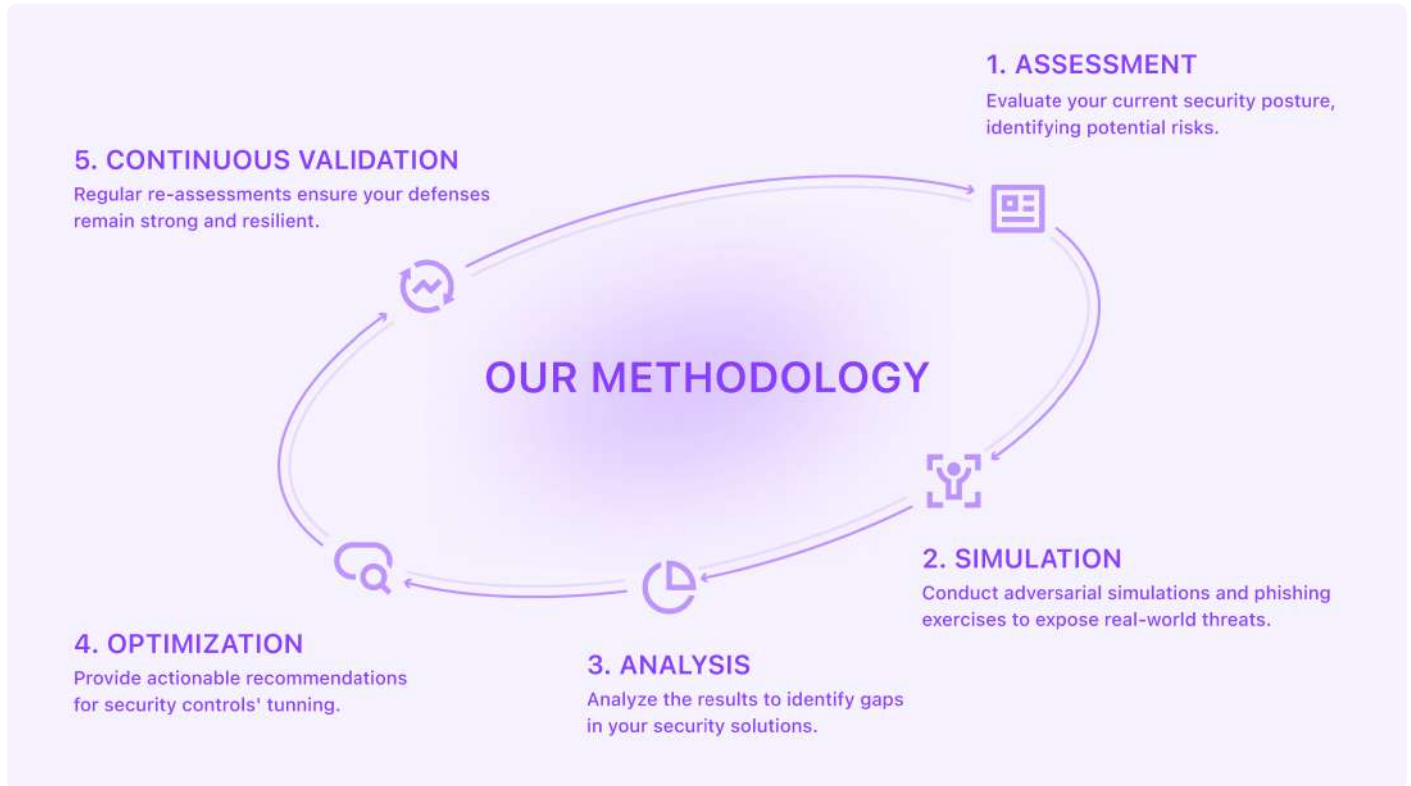 1. ASSESSMENT
Evaluate your current security posture,
identifying potential risks.
5. CONTINUOUS VALIDATION
Regular re-assessments ensure your defenses
remain strong and resilient.
OUR METHODOLOGY
2. SIMULATION
Conduct adversarial simulations and phishing
exercises to expose real-world threats.
4. OPTIMIZATION
Provide actionable recommendations
for security controls' tunning.
3. ANALYSIS
Analyze the results to identify gaps
in your security solutions.